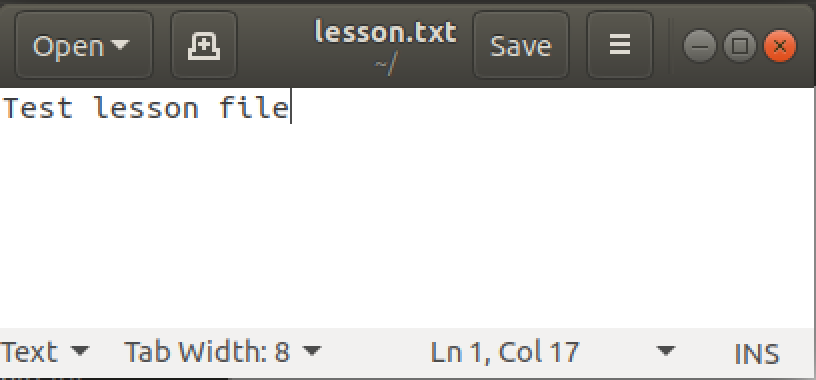 Open
lesson.txt
~/
Save
Test lesson file
Text
Tab Width: 8
Ln 1, Col 17
INS